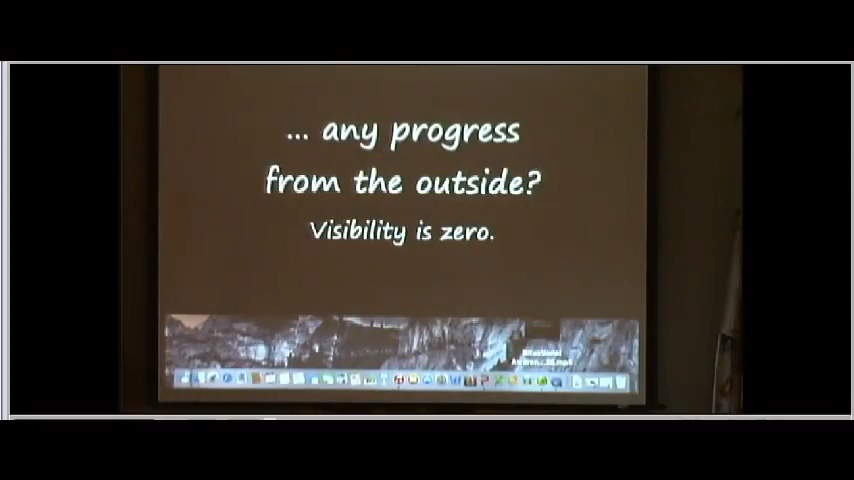 ... any progress
from the outside?
Visibility is zero.